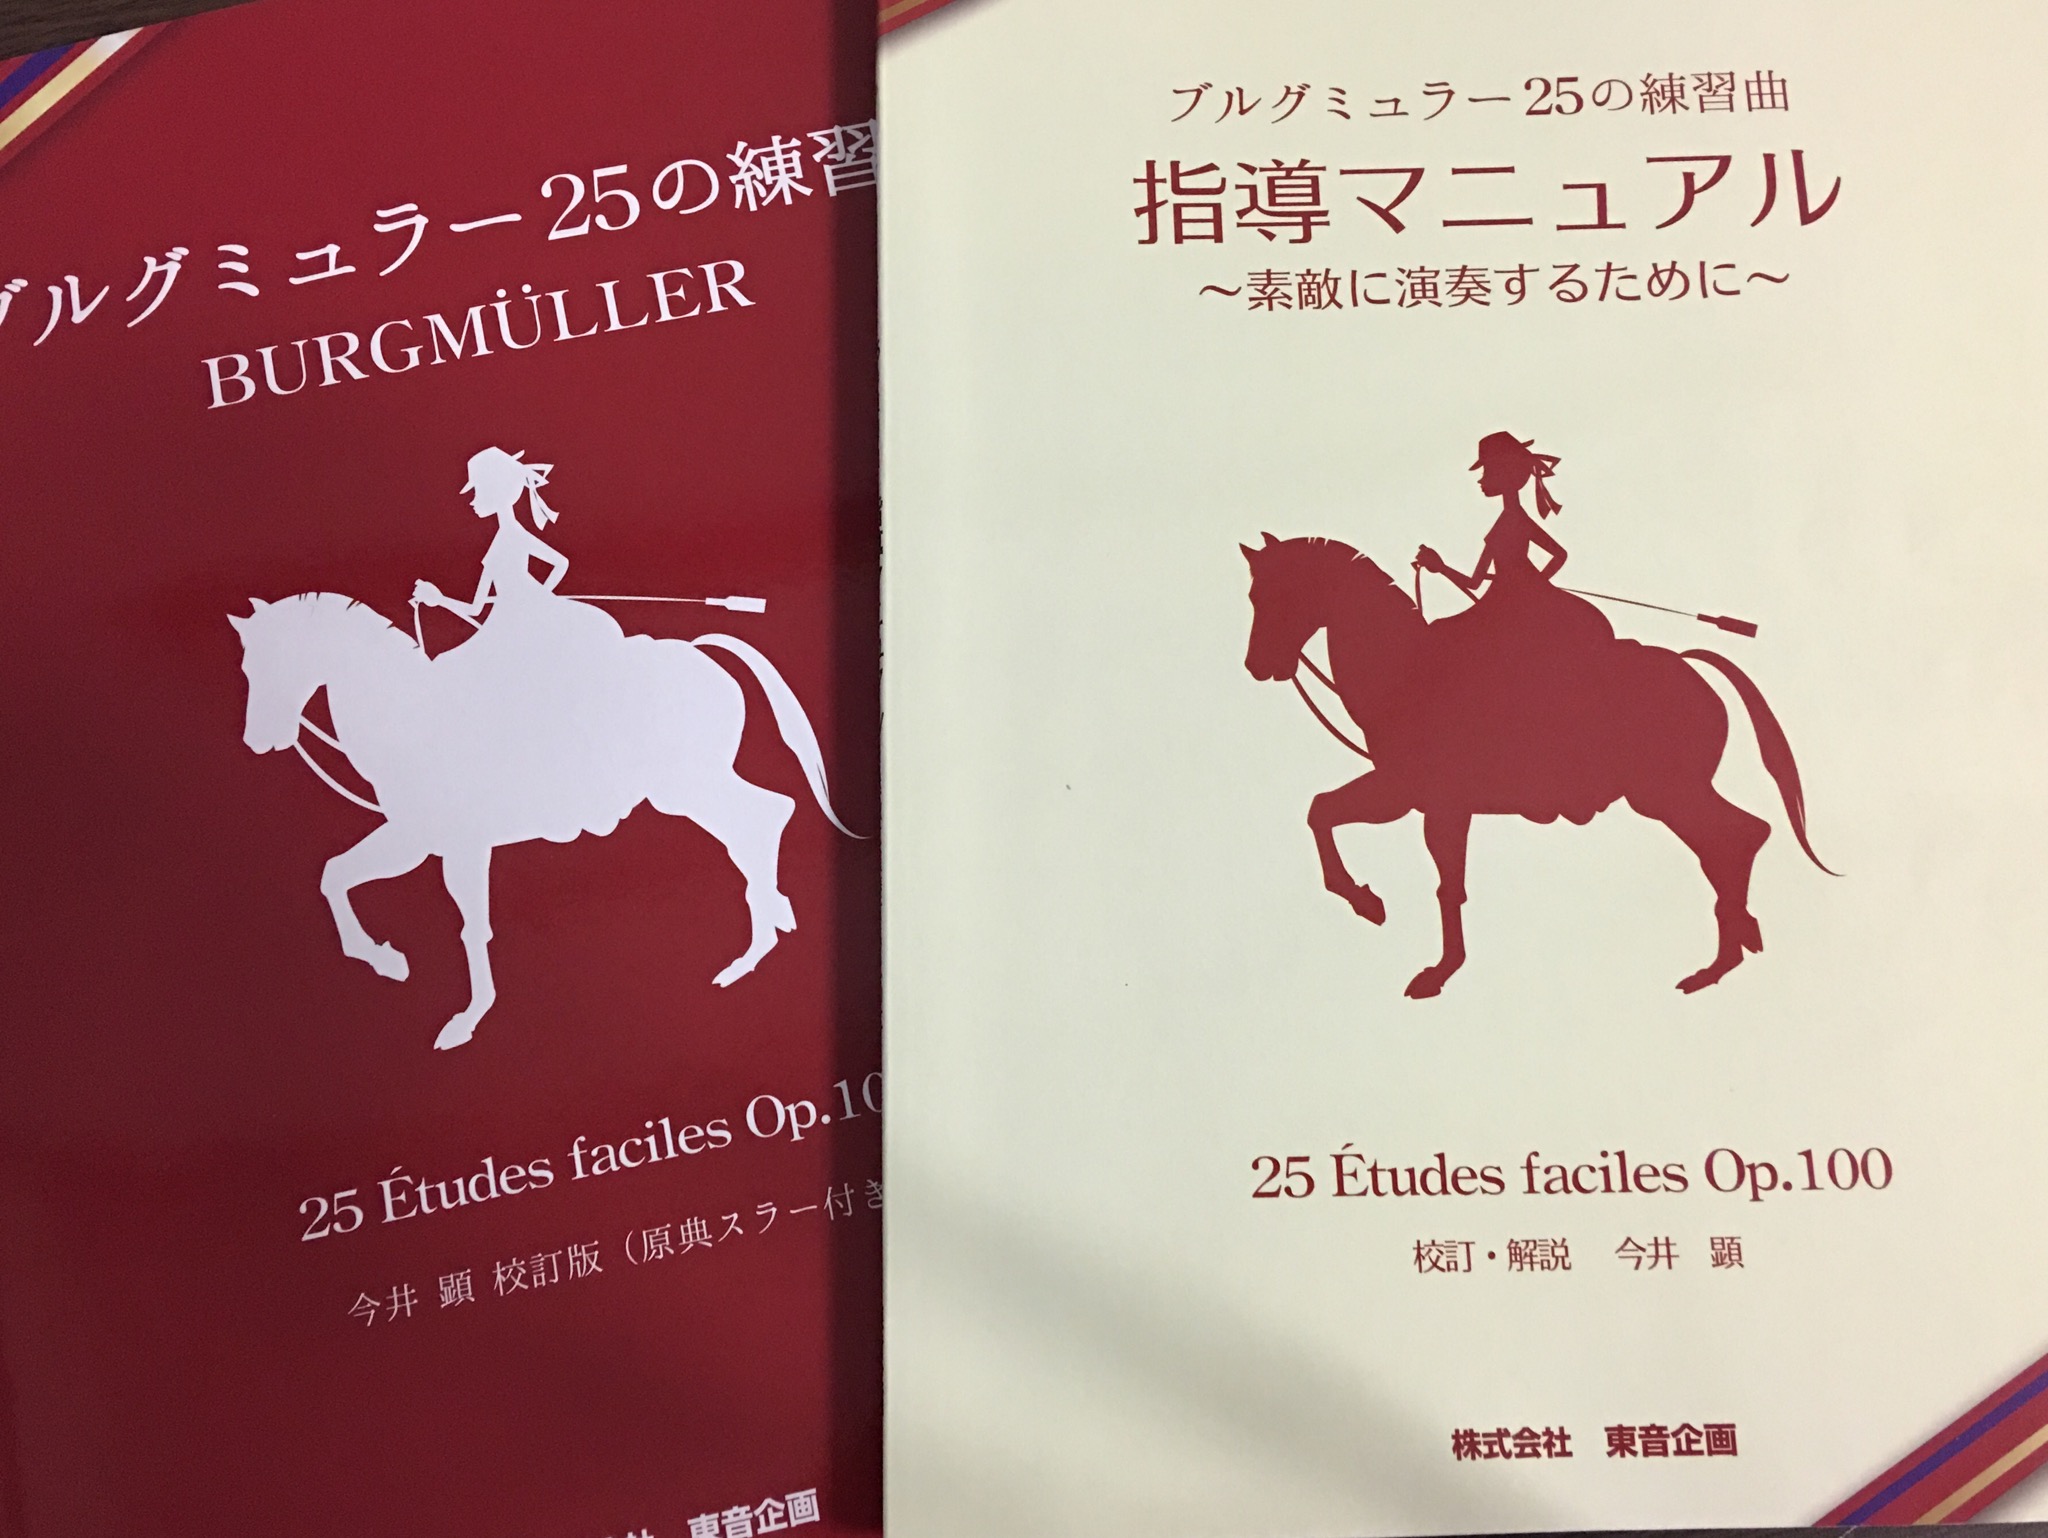 ブルグミュラー25の練習
BURGMÜLLER
25 Études faciles Op.10
今井 顕 校訂版（原典スラー付き
東音企画
ブルグミュラー25の練習曲
指導マニュアル
～素敵に演奏するために～
25 Études faciles Op.100
校訂・解説　今井　顕
株式会社　東音企画